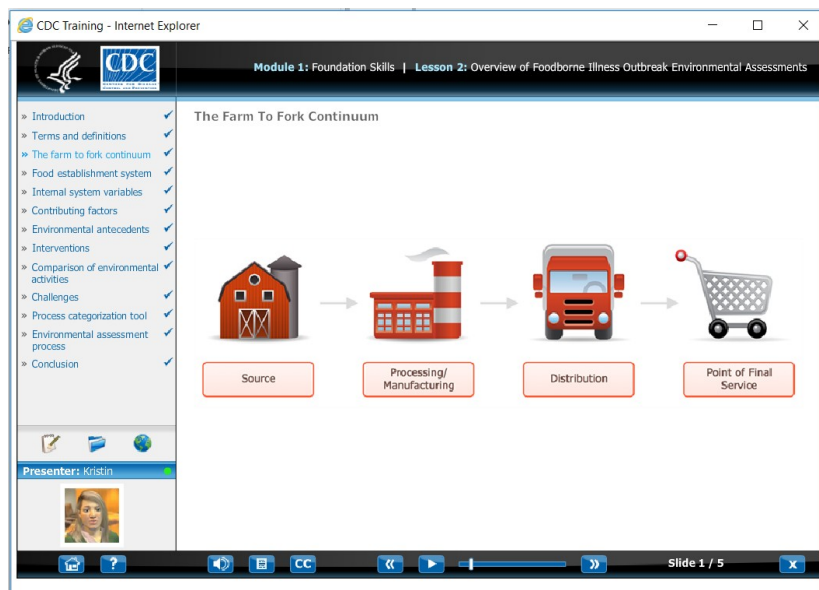 CDC Training - Internet Explorer
CDC
Module 1: Foundation Skills | Lesson 2: Overview of Foodborne Illness Outbreak Environmental Assessments
» Introduction ✔
» Terms and definitions ✔
» The farm to fork continuum ✔
» Food establishment system ✔
» Internal system variables ✔
» Contributing factors ✔
» Environmental antecedents ✔
» Interventions ✔
» Comparison of environmental ✔
activities
» Challenges ✔
» Process categorization tool ✔
» Environmental assessment ✔
process
» Conclusion ✔
The Farm To Fork Continuum
Source
Processing/
Manufacturing
Distribution
Point of Final
Service
Presenter: Kristin
?
CC
Slide 1 / 5
x